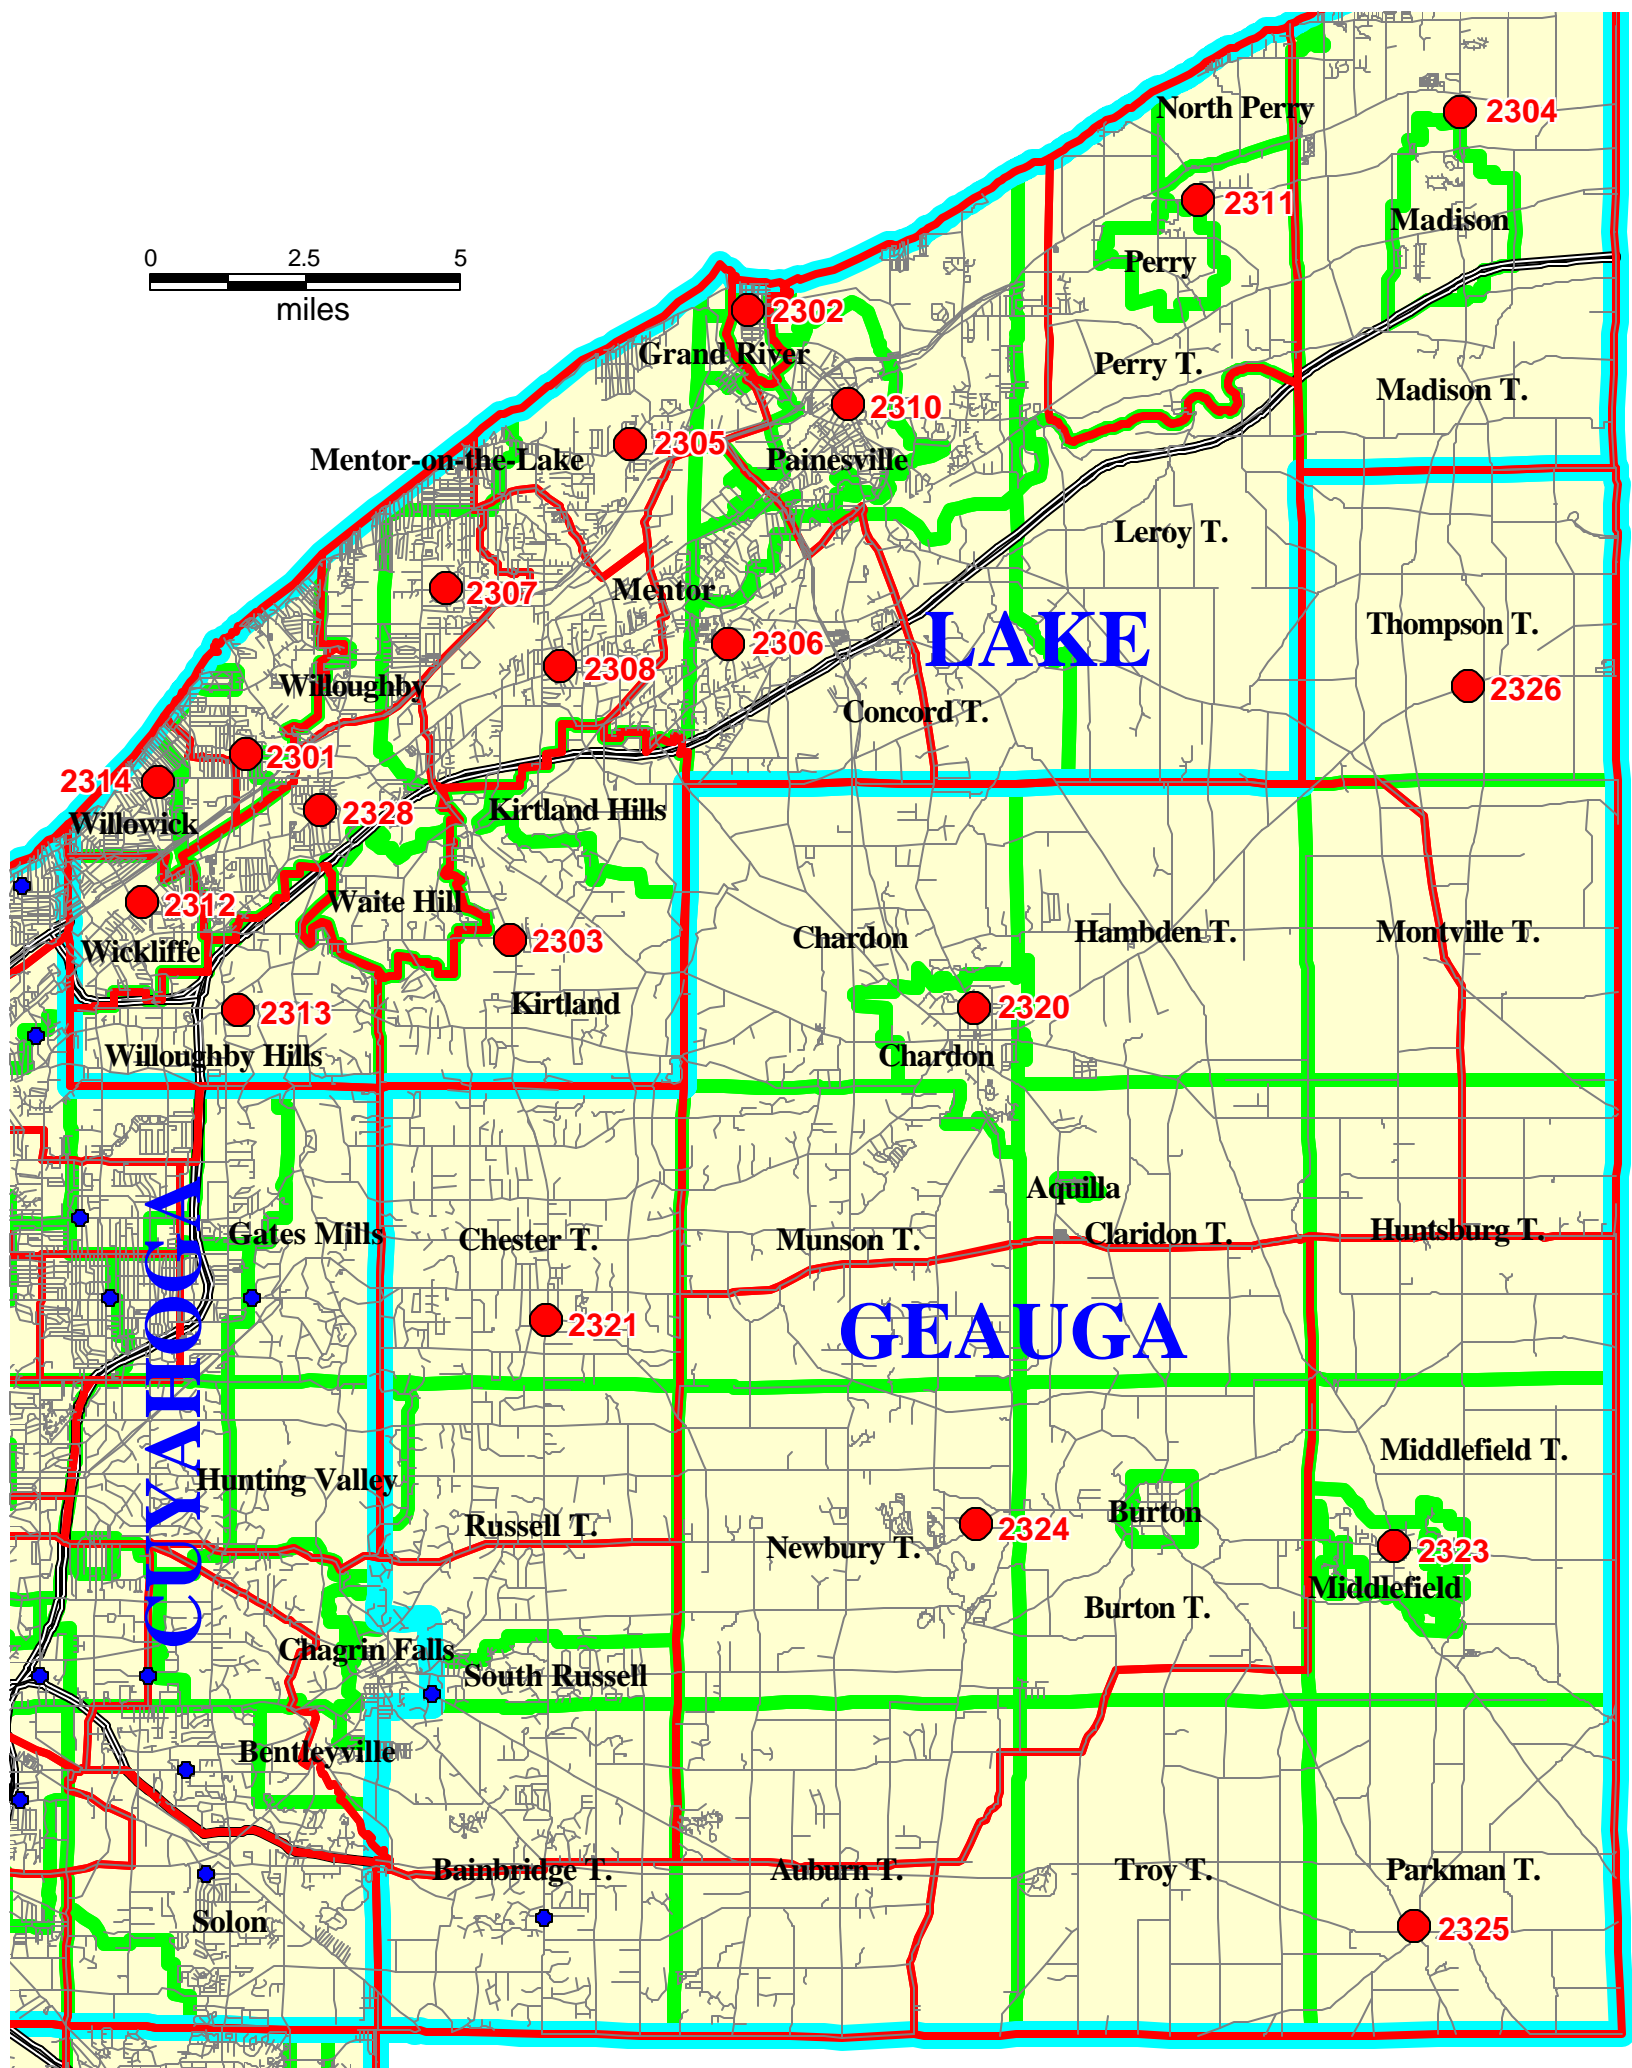 North Perry
2304
2311
Madison
0 2.5 5
miles
Perry
2302
Grand River
Perry T.
Madison T.
2310
2305
Mentor-on-the-Lake
Painesville
Leroy T.
2307
Mentor
LAKE
Thompson T.
2306
2308
Willoughby
2326
Concord T.
2301
2314
2328
Kirtland Hills
Willowick
2312
Waite Hill
Wickliffe
2303
Chardon
Hambden T.
Montville T.
Kirtland
2320
2313
Willoughby Hills
Chardon
Aquilla
CUYAHOGA
Gates Mills
Chester T.
Munson T.
Claridon T.
Huntsburg T.
2321
GEAUGA
Middlefield T.
Hunting Valley
Russell T.
Burton
2324
Newbury T.
2323
Middlefield
Burton T.
Chagrin Falls
South Russell
Bentleyville
Bainbridge T.
Auburn T.
Troy T.
Parkman T.
Solon
2325